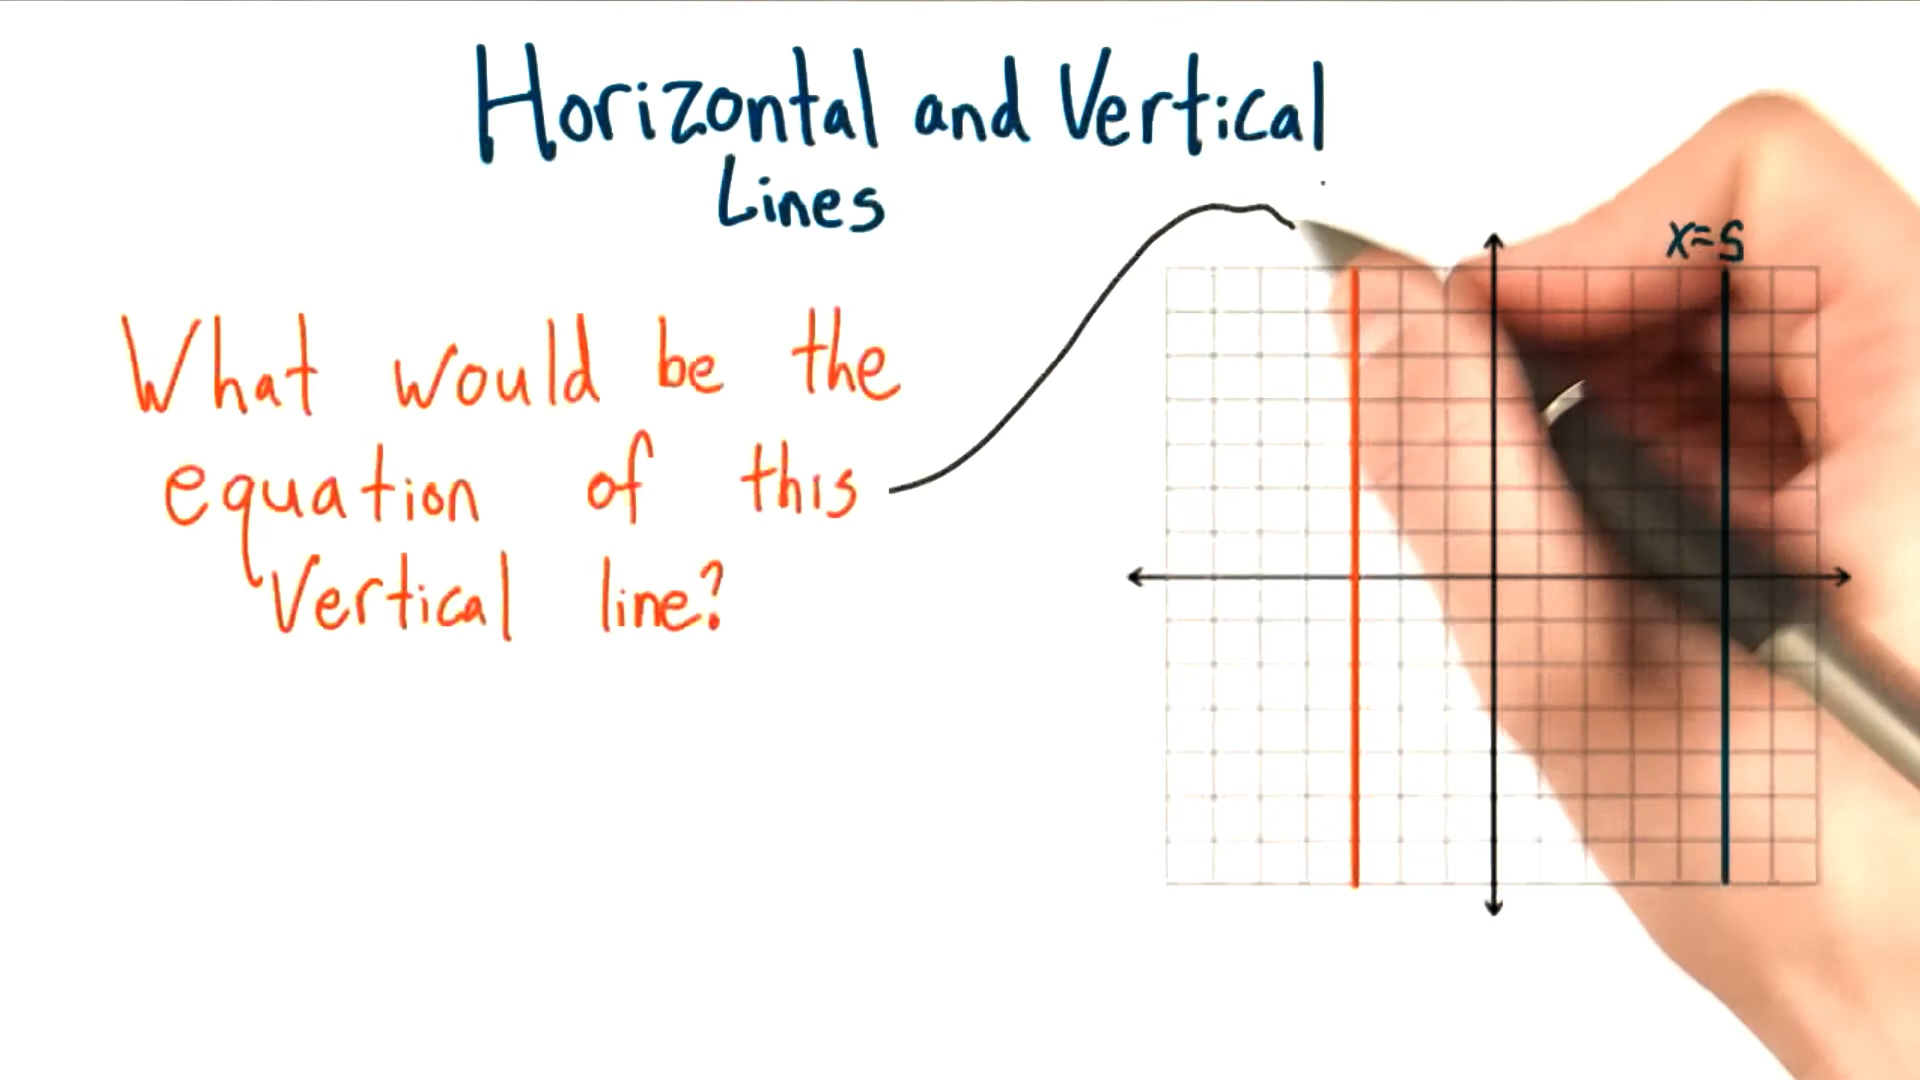 Horizontal and Vertical
Lines
x=5
What would be the
equation of this
Vertical line?